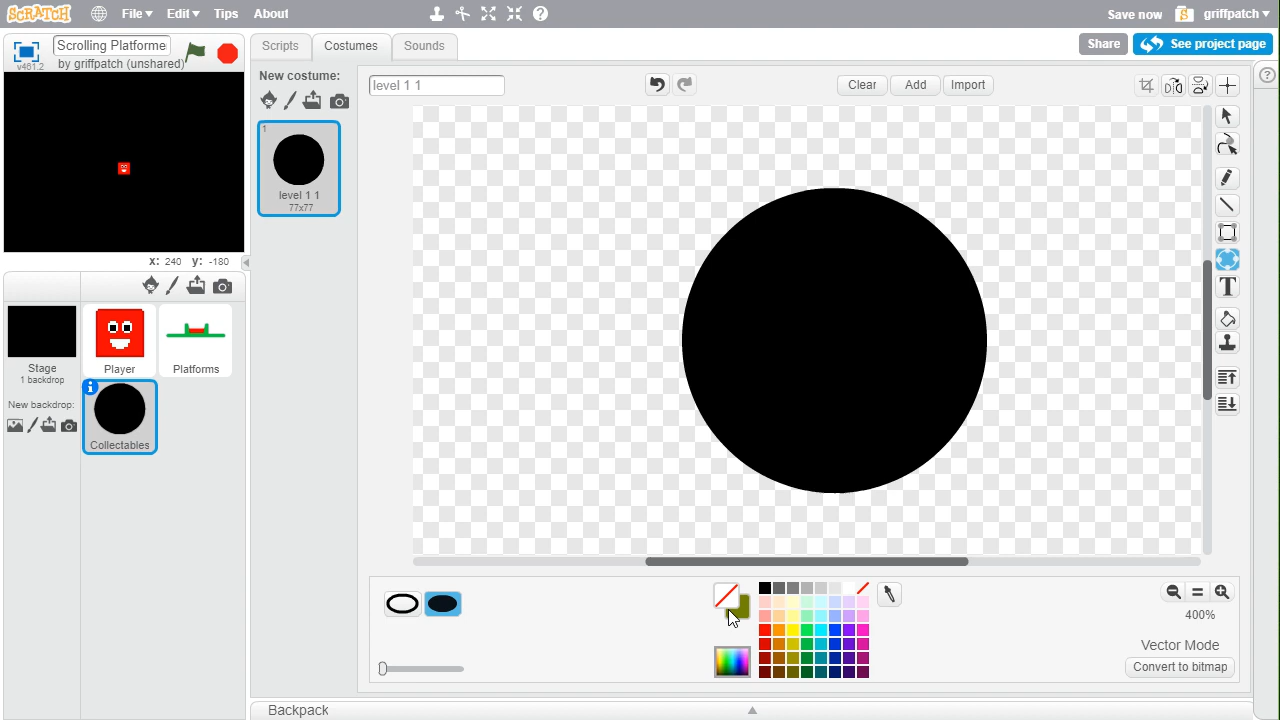 SCRATCH File▼ Edit▼ Tips About Save now griffpatch▼
Scrolling Platforme
by griffpatch (unshared)
v461.2
Scripts Costumes Sounds Share See project page
New costume:
level 1 1 Clear Add Import
1
level 1 1
77x77
x: 240 y: -180
Stage
1 backdrop
Player Platforms
New backdrop:
Collectables
T
400%
Vector Mode
Convert to bitmap
Backpack